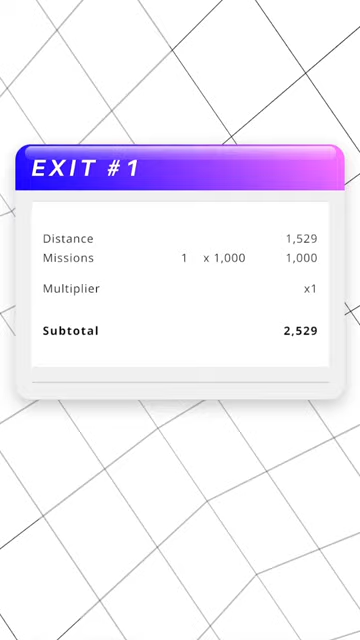 EXIT #1
Distance 1,529
Missions 1 x 1,000 1,000
Multiplier x1
Subtotal 2,529